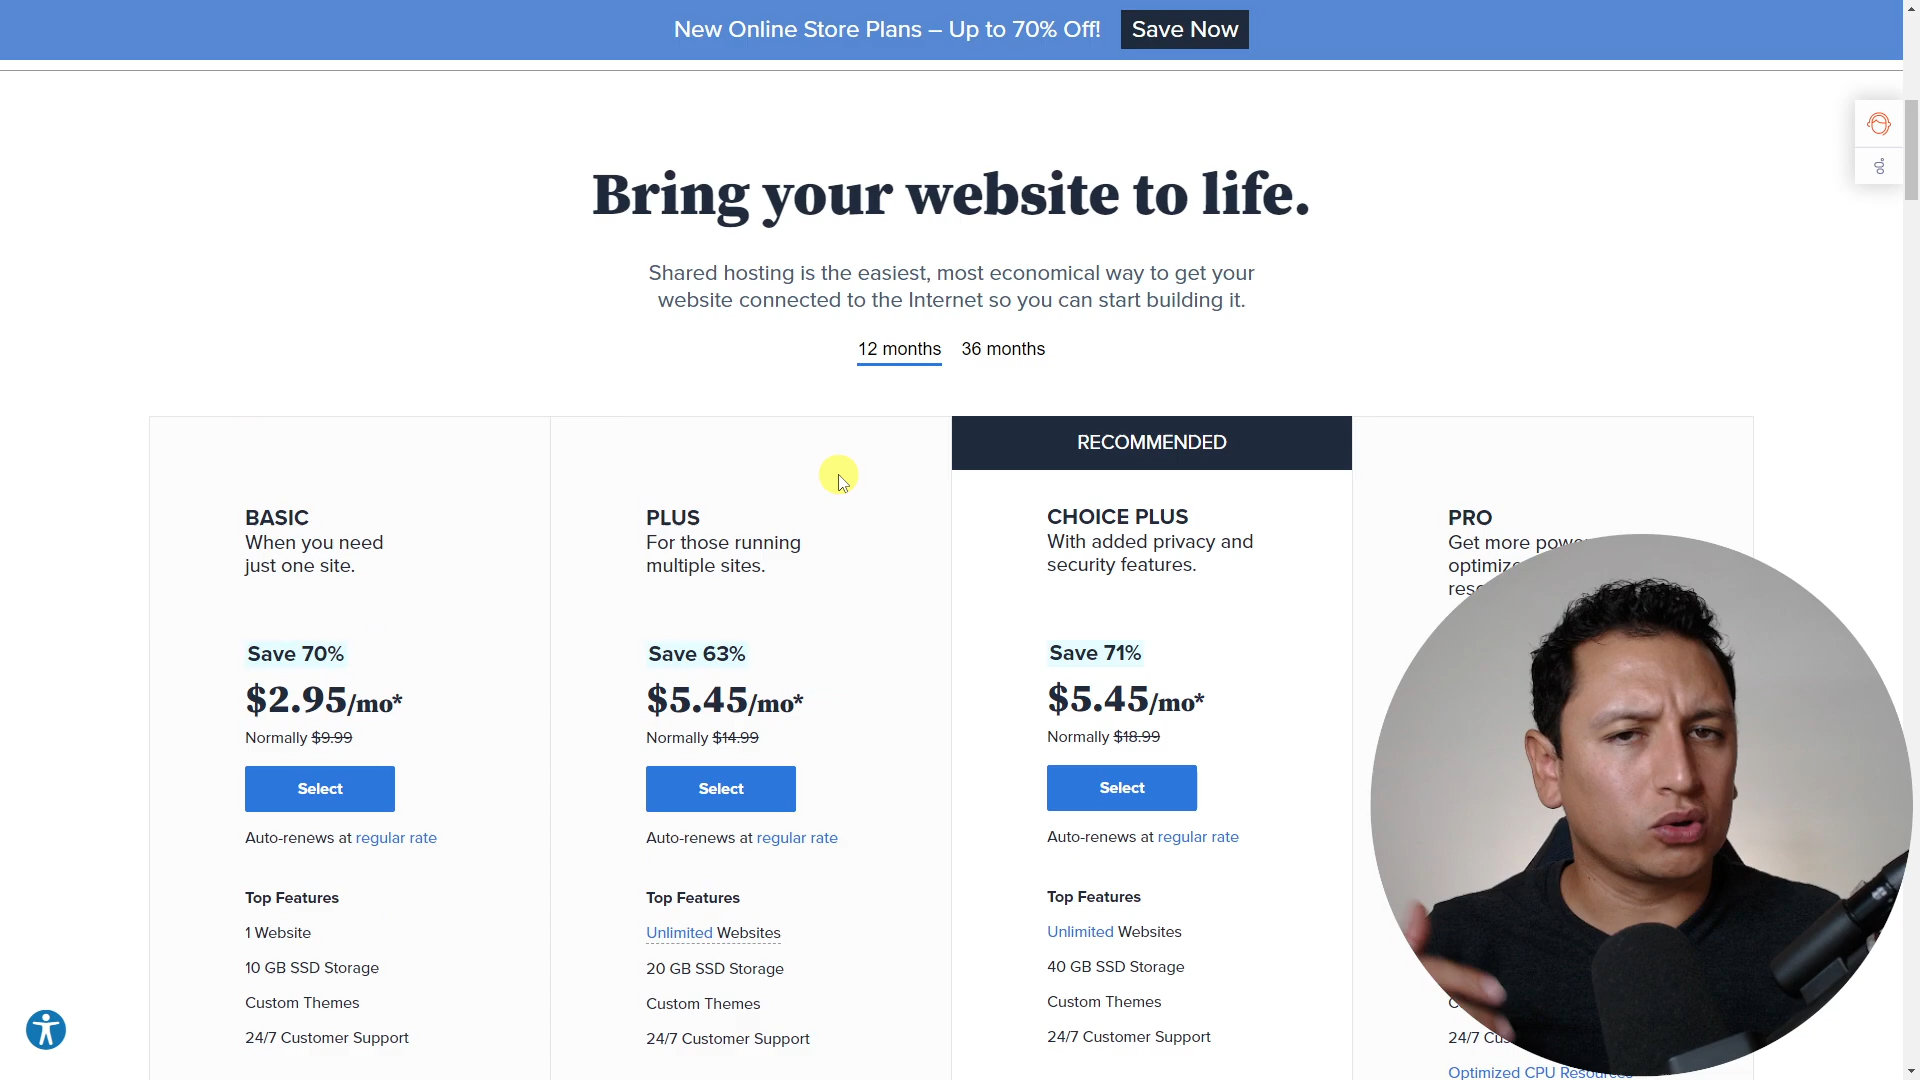 New Online Store Plans – Up to 70% Off! Save Now
Bring your website to life.
Shared hosting is the easiest, most economical way to get your
website connected to the Internet so you can start building it.
12 months 36 months
RECOMMENDED
BASIC
When you need
just one site.
Save 70%
$2.95/mo*
Normally $9.99
Select
Auto-renews at regular rate
Top Features
1 Website
10 GB SSD Storage
Custom Themes
24/7 Customer Support
PLUS
For those running
multiple sites.
Save 63%
$5.45/mo*
Normally $14.99
Select
Auto-renews at regular rate
Top Features
Unlimited Websites
20 GB SSD Storage
Custom Themes
24/7 Customer Support
CHOICE PLUS
With added privacy and
security features.
Save 71%
$5.45/mo*
Normally $18.99
Select
Auto-renews at regular rate
Top Features
Unlimited Websites
40 GB SSD Storage
Custom Themes
24/7 Customer Support
PRO
Get more
24/7
Optimized CPU Resources